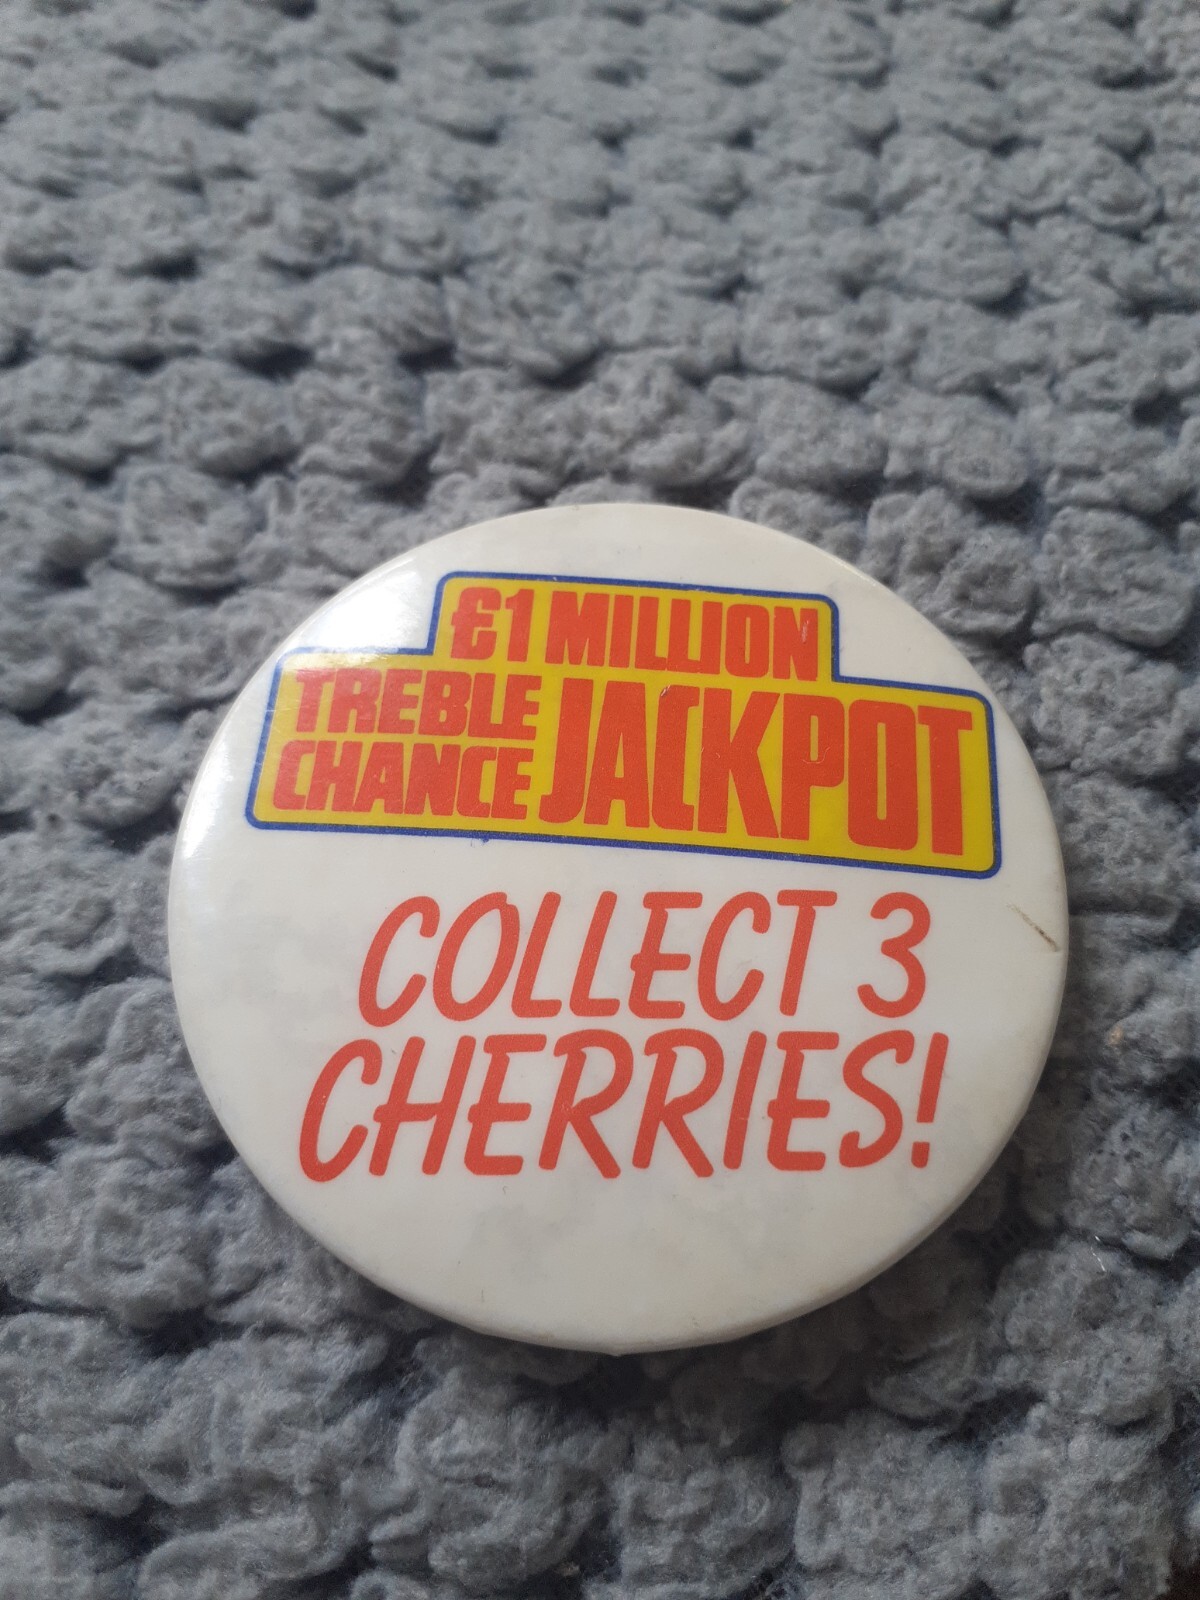 £1 MILLION
TREBLE CHANCE JACKPOT
COLLECT 3
CHERRIES!